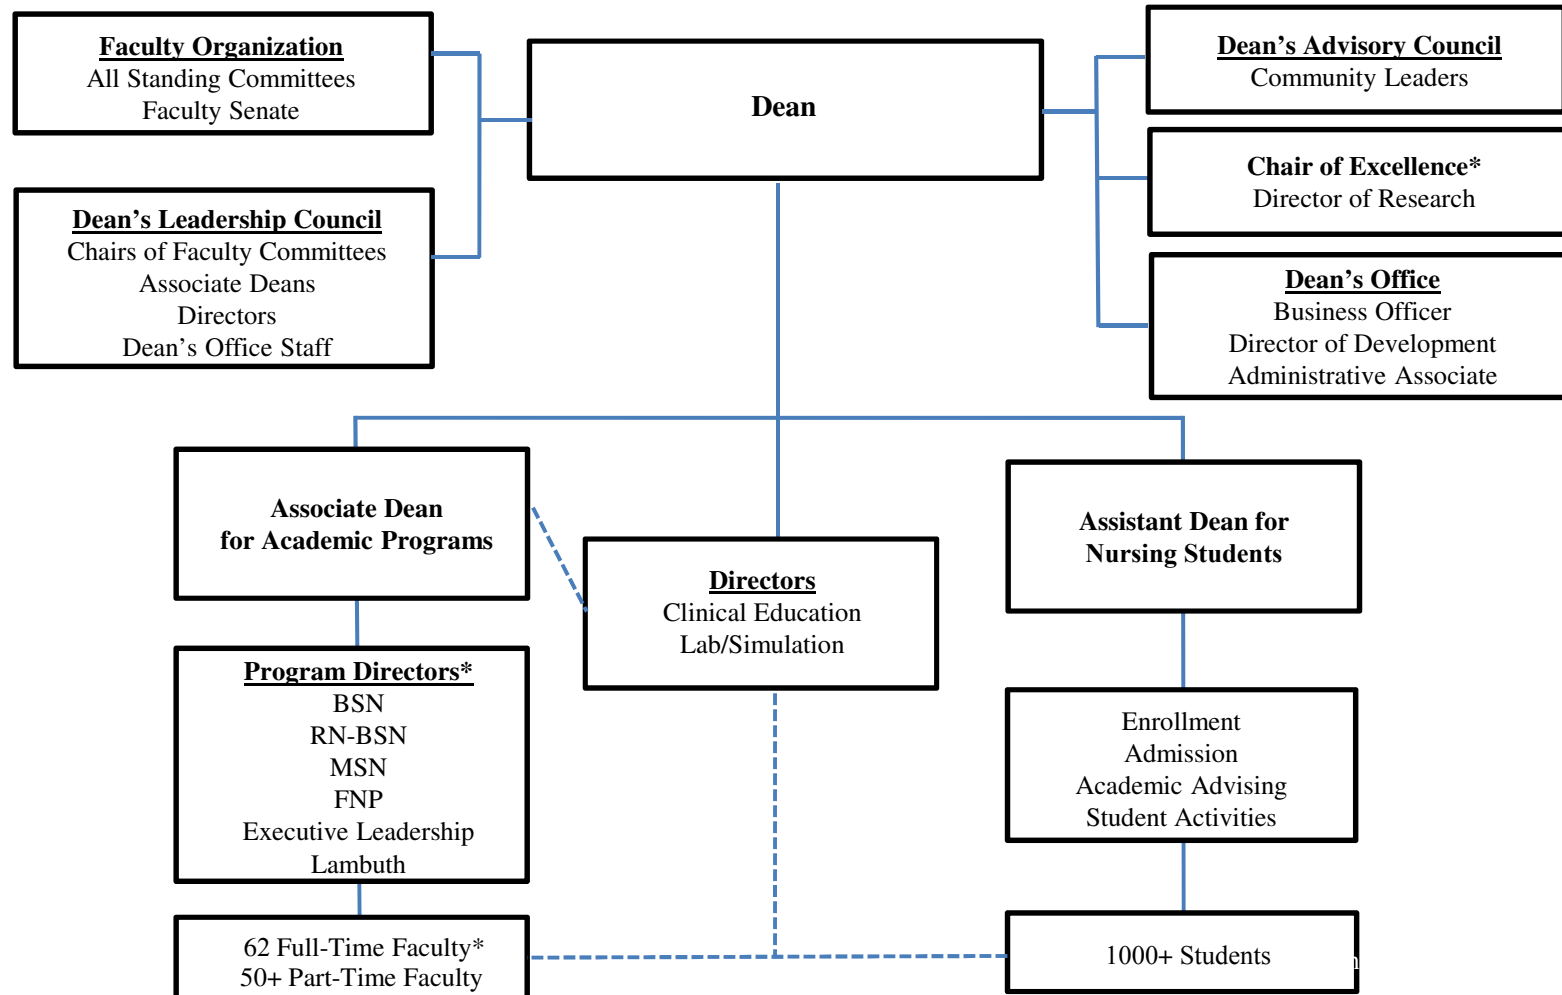 Faculty Organization
All Standing Committees
Faculty Senate
Dean
Dean’s Advisory Council
Community Leaders
Chair of Excellence*
Director of Research
Dean’s Leadership Council
Chairs of Faculty Committees
Associate Deans
Directors
Dean’s Office Staff
Dean’s Office
Business Officer
Director of Development
Administrative Associate
Associate Dean
for Academic Programs
Directors
Clinical Education
Lab/Simulation
Assistant Dean for
Nursing Students
Program Directors*
BSN
RN-BSN
MSN
FNP
Executive Leadership
Lambuth
Enrollment
Admission
Academic Advising
Student Activities
62 Full-Time Faculty*
50+ Part-Time Faculty
1000+ Students